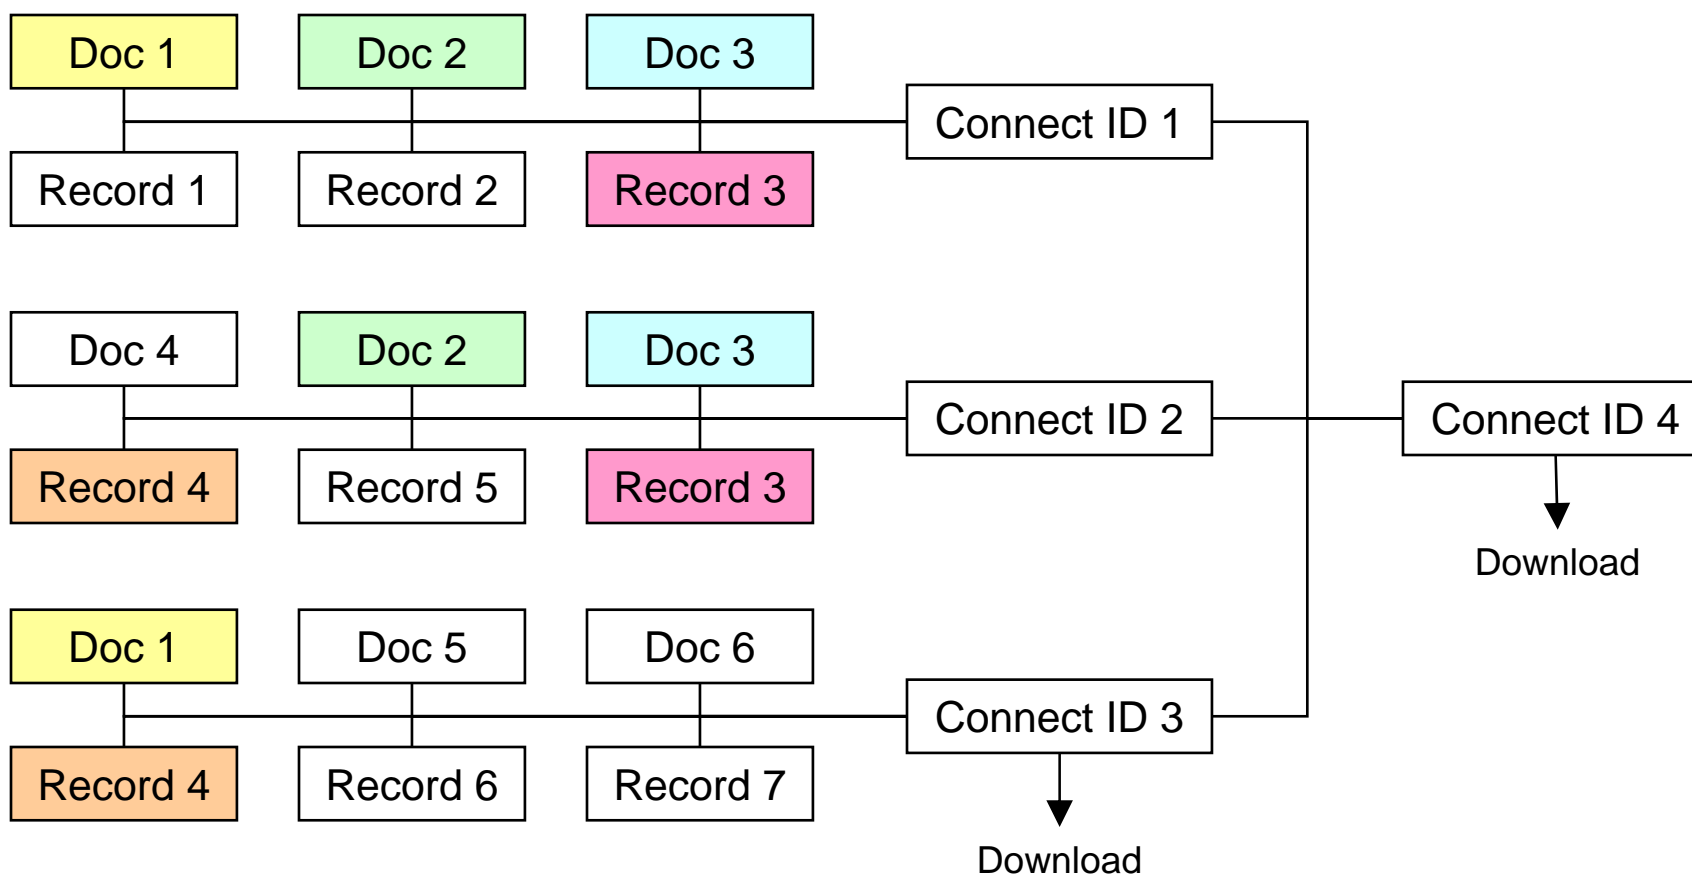 Doc 1
Doc 2
Doc 3
Connect ID 1
Record 1
Record 2
Record 3
Doc 4
Doc 2
Doc 3
Connect ID 2
Connect ID 4
Record 4
Record 5
Record 3
Download
Doc 1
Doc 5
Doc 6
Connect ID 3
Record 4
Record 6
Record 7
Download